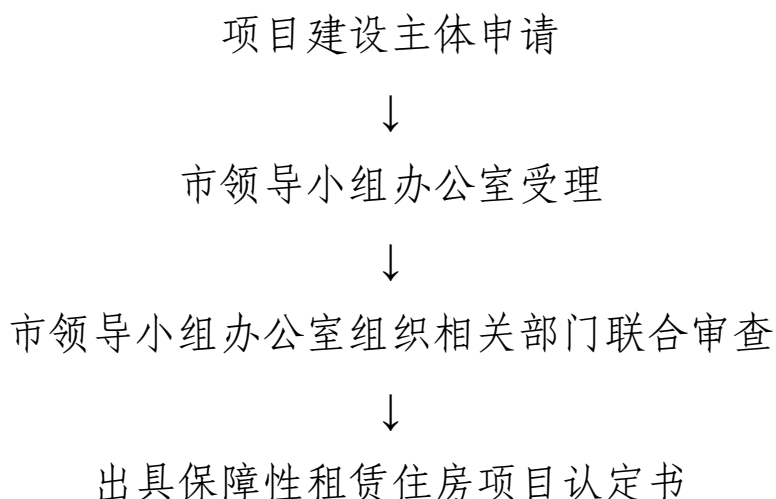 项目建设主体申请
↓
市领导小组办公室受理
↓
市领导小组办公室组织相关部门联合审查
↓
出具保障性租赁住房项目认定书